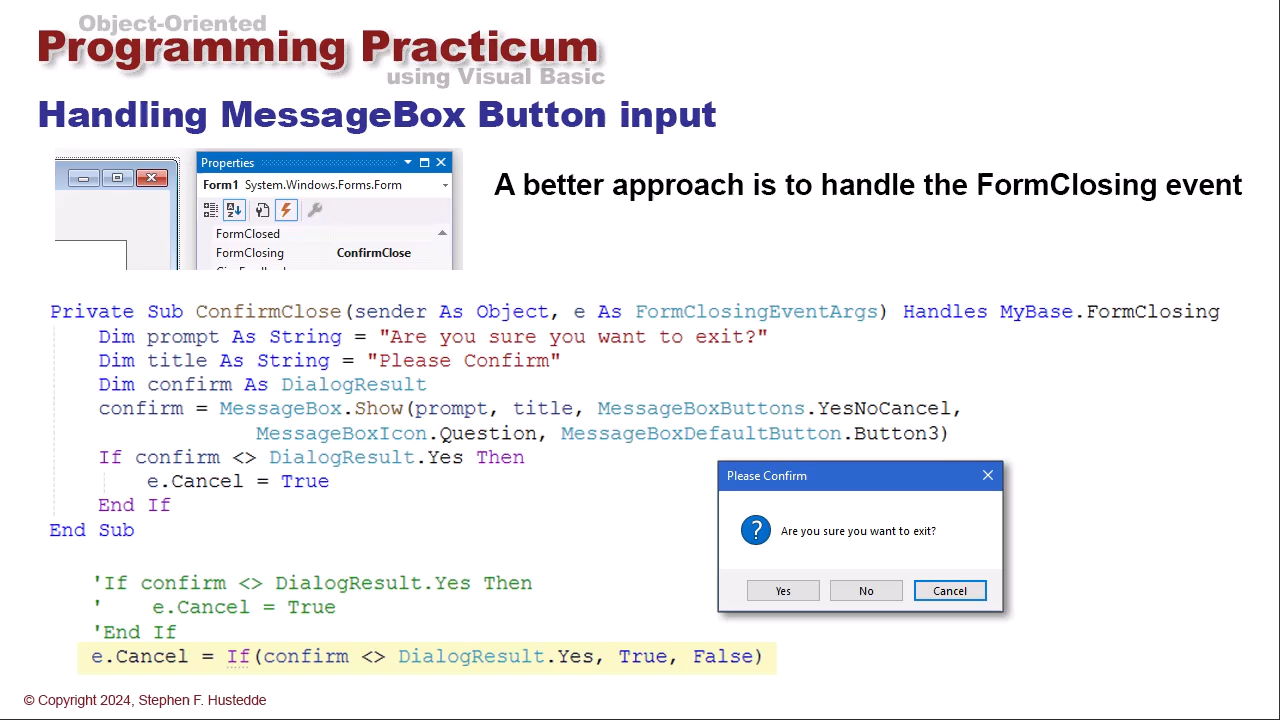 Object-Oriented
Programming Practicum
using Visual Basic
Handling MessageBox Button input
Properties
Form1 System.Windows.Forms.Form
FormClosed
FormClosing ConfirmClose
A better approach is to handle the FormClosing event
Private Sub ConfirmClose(sender As Object, e As FormClosingEventArgs) Handles MyBase.FormClosing
Dim prompt As String = "Are you sure you want to exit?"
Dim title As String = "Please Confirm"
Dim confirm As DialogResult
confirm = MessageBox.Show(prompt, title, MessageBoxButtons.YesNoCancel,
MessageBoxIcon.Question, MessageBoxDefaultButton.Button3)
If confirm <> DialogResult.Yes Then
e.Cancel = True
End If
End Sub
Please Confirm
Are you sure you want to exit?
Yes No Cancel
'If confirm <> DialogResult.Yes Then
' e.Cancel = True
'End If
e.Cancel = If(confirm <> DialogResult.Yes, True, False)
© Copyright 2024, Stephen F. Hustedde